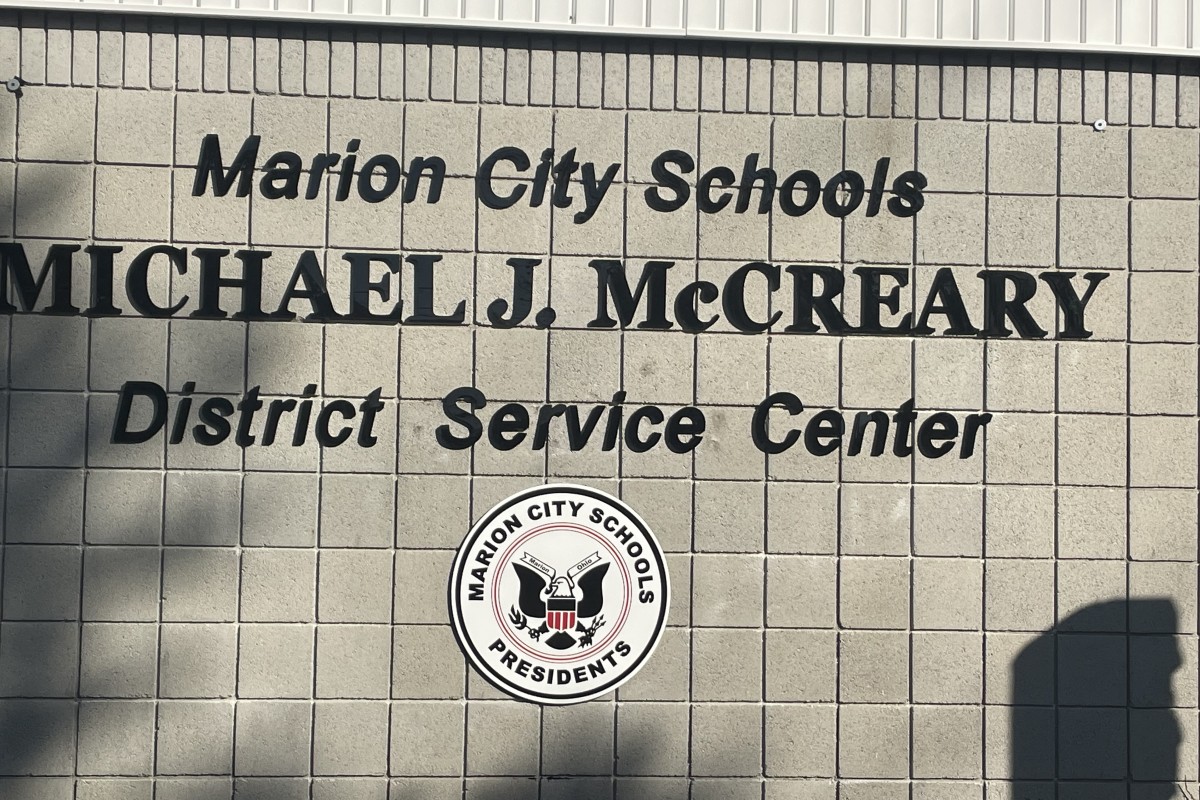 Marion City Schools
MICHAEL J. McCREARY
District Service Center
MARION CITY SCHOOLS
Marion Ohio
PRESIDENTS